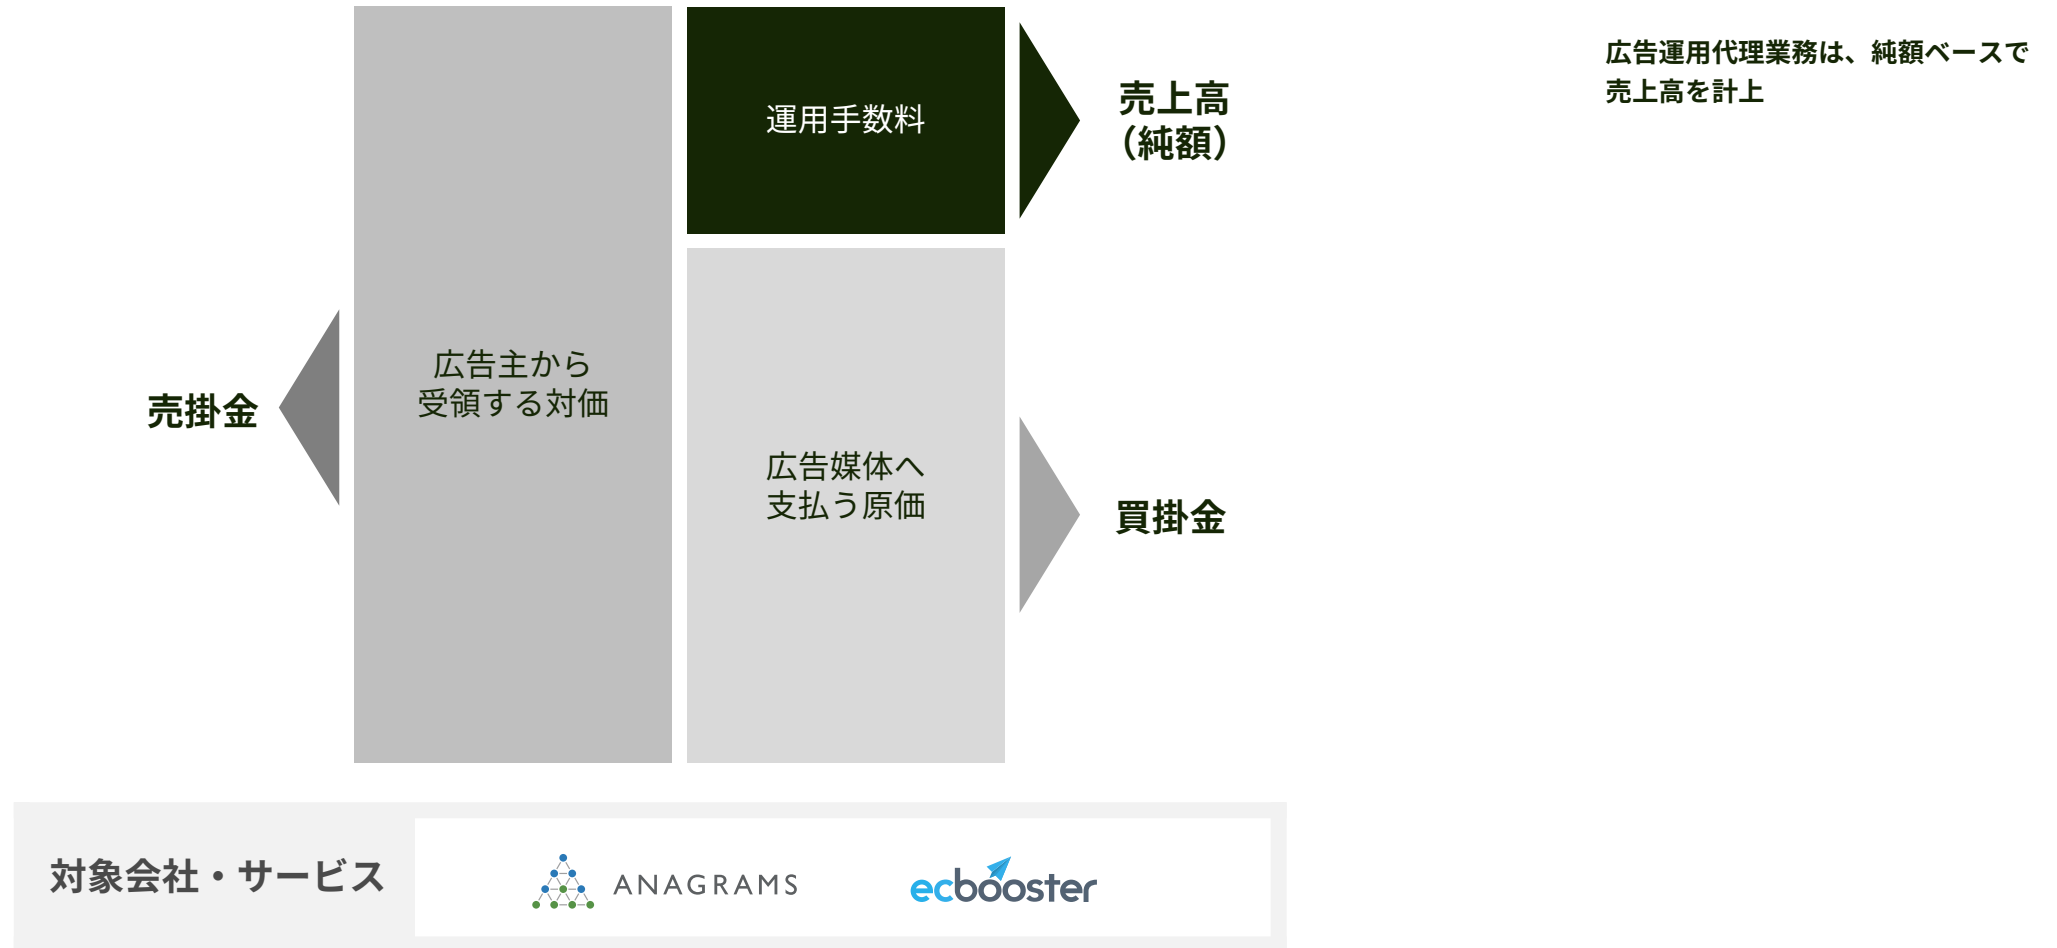 運用手数料
売上高
（純額）
広告運用代理業務は、純額ベースで
売上高を計上
広告主から
受領する対価
売掛金
広告媒体へ
支払う原価
買掛金
対象会社・サービス
ANAGRAMS
ecbooster